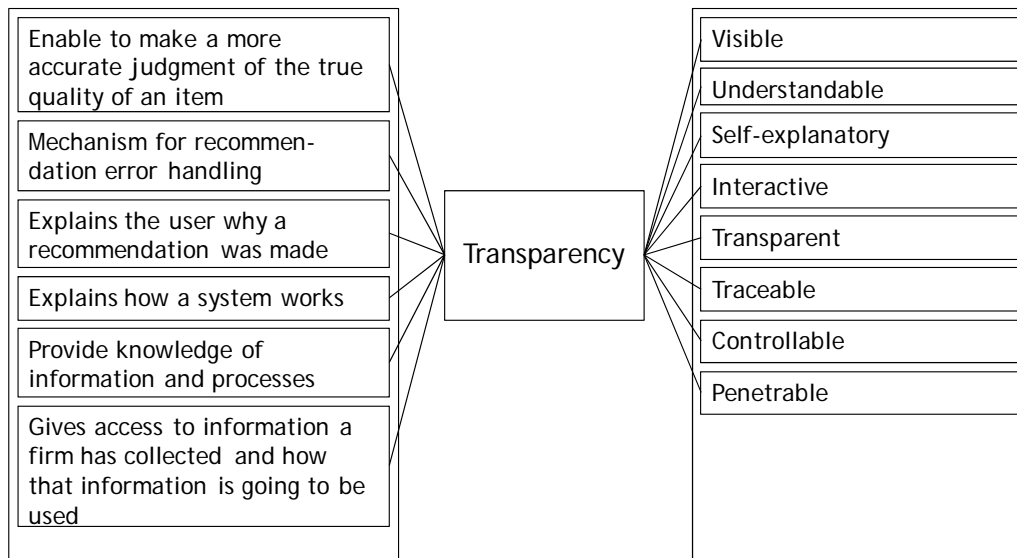 Enable to make a more
accurate judgment of the true
quality of an item
Mechanism for recommen-
dation error handling
Explains the user why a
recommendation was made
Explains how a system works
Provide knowledge of
information and processes
Gives access to information a
firm has collected and how
that information is going to be
used
Transparency
Visible
Understandable
Self-explanatory
Interactive
Transparent
Traceable
Controllable
Penetrable